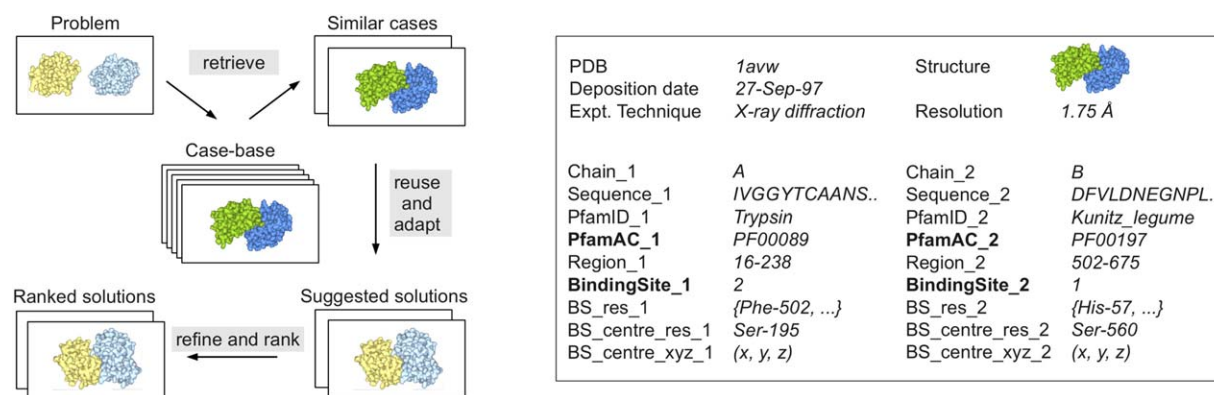 Problem
Similar cases
retrieve
Case-base
reuse
and
adapt
Ranked solutions
Suggested solutions
refine and rank
PDB 1avw Structure
Deposition date 27-Sep-97
Expt. Technique X-ray diffraction Resolution 1.75 Å
Chain_1 A Chain_2 B
Sequence_1 IVGGYTCAANS.. Sequence_2 DFVLDNEGNPL.
PfamID_1 Trypsin PfamID_2 Kunitz_legume
PfamAC_1 PF00089 PfamAC_2 PF00197
Region_1 16-238 Region_2 502-675
BindingSite_1 2 BindingSite_2 1
BS_res_1 {Phe-502, ...} BS_res_2 {His-57, ...}
BS_centre_res_1 Ser-195 BS_centre_res_2 Ser-560
BS_centre_xyz_1 (x, y, z) BS_centre_xyz_2 (x, y, z)